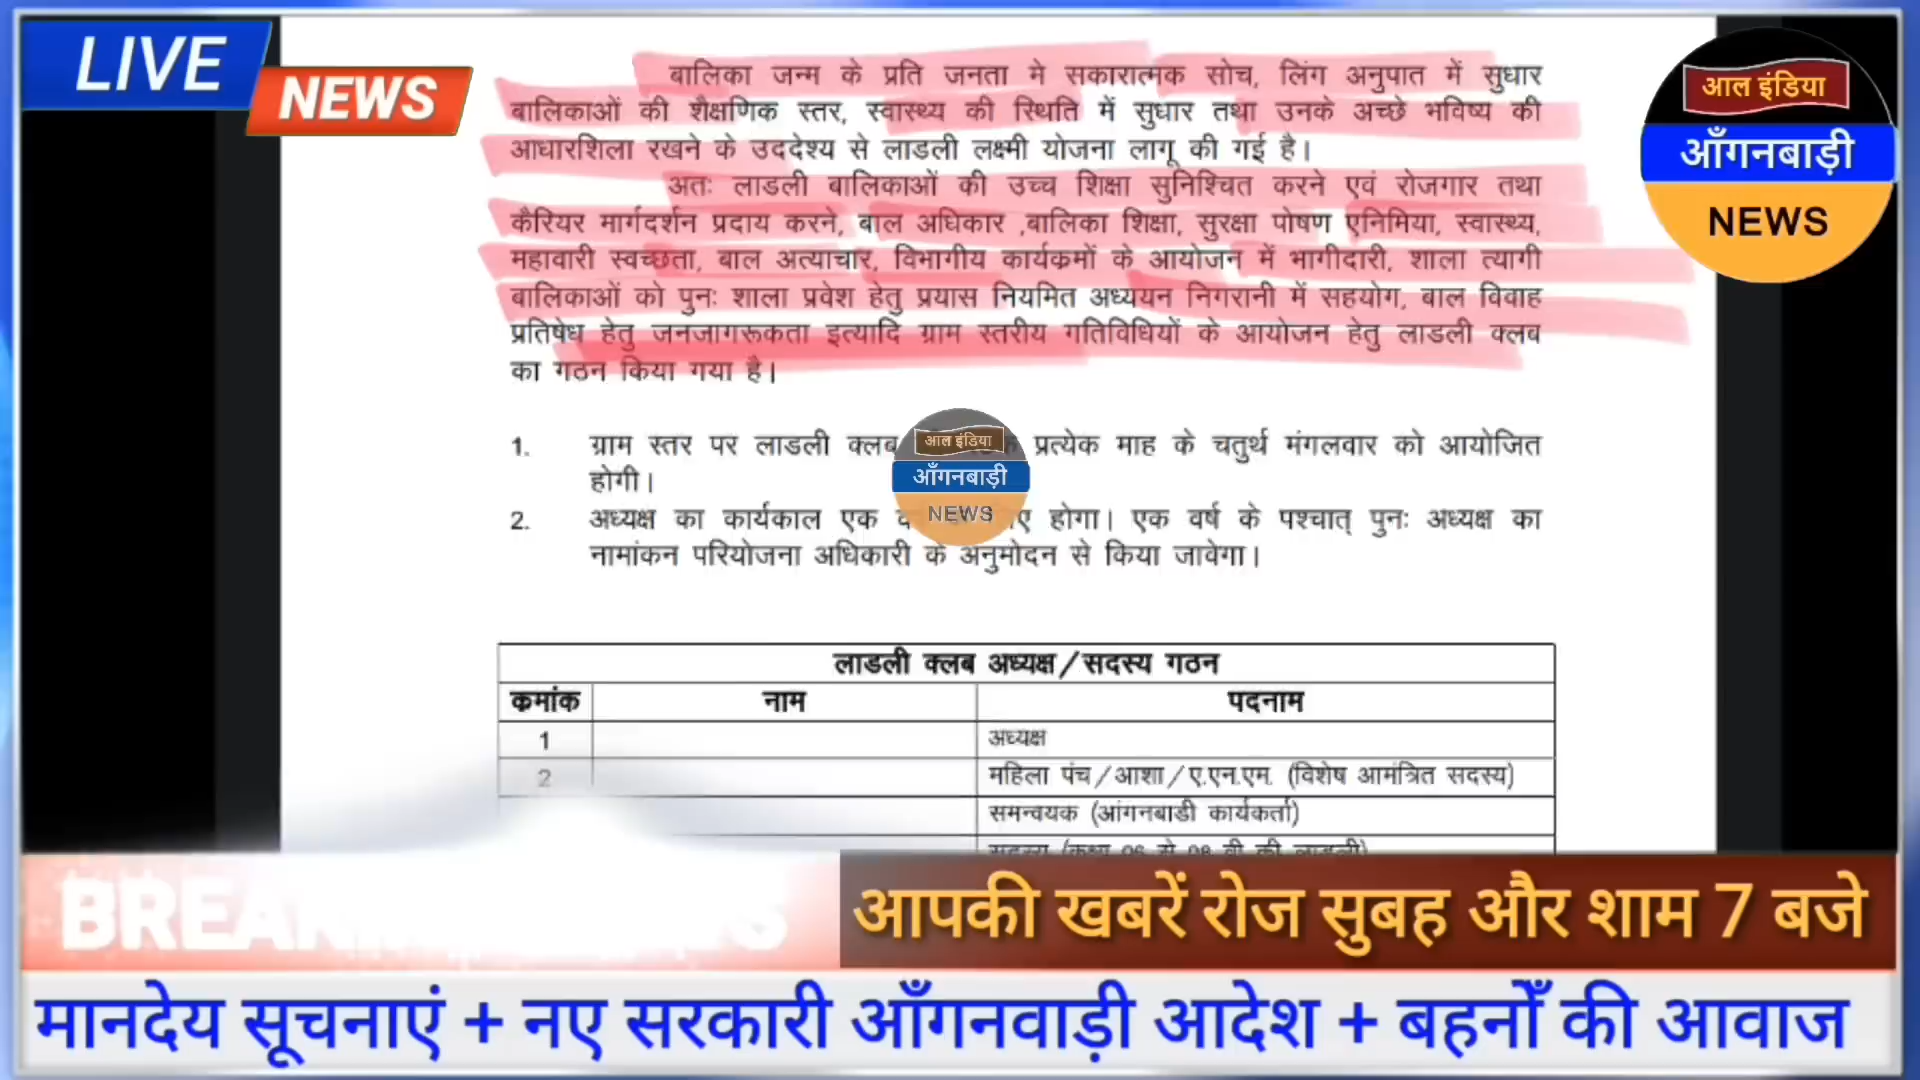 LIVE
NEWS
आल इंडिया
आँगनबाड़ी
NEWS
बालिका जन्म के प्रति जनता मे सकारात्मक सोच, लिंग अनुपात में सुधार
बालिकाओं की शैक्षणिक स्तर, स्वास्थ्य की स्थिति में सुधार तथा उनके अच्छे भविष्य की
आधारशिला रखने के उददेश्य से लाडली लक्ष्मी योजना लागू की गई है।
अतः लाडली बालिकाओं की उच्च शिक्षा सुनिश्चित करने एवं रोजगार तथा
कैरियर मार्गदर्शन प्रदाय करने, बाल अधिकार ,बालिका शिक्षा, सुरक्षा पोषण एनिमिया, स्वास्थ्य,
महावारी स्वच्छता, बाल अत्याचार, विभागीय कार्यक्रमों के आयोजन में भागीदारी, शाला त्यागी
बालिकाओं को पुनः शाला प्रवेश हेतु प्रयास नियमित अध्ययन निगरानी में सहयोग, बाल विवाह
प्रतिषेध हेतु जनजागरूकता इत्यादि ग्राम स्तरीय गतिविधियों के आयोजन हेतु लाडली क्लब
का गठन किया गया है।
1. ग्राम स्तर पर लाडली क्लब प्रत्येक माह के चतुर्थ मंगलवार को आयोजित
होगी।
आल इंडिया
आँगनबाड़ी
NEWS
2. अध्यक्ष का कार्यकाल एक होगा। एक वर्ष के पश्चात् पुनः अध्यक्ष का
नामांकन परियोजना अधिकारी के अनुमोदन से किया जावेगा।
लाडली क्लब अध्यक्ष/सदस्य गठन
कमांक नाम पदनाम
1 अध्यक्ष
2 महिला पंच/आशा/ए.एन.एम. (विशेष आमंत्रित सदस्य)
समन्वयक (आंगनबाडी कार्यकर्ता)
सदस्य (कक्षा 06 से 08 वी की लाडली)
आपकी खबरें रोज सुबह और शाम 7 बजे
मानदेय सूचनाएं + नए सरकारी आँगनवाड़ी आदेश + बहनोँ की आवाज